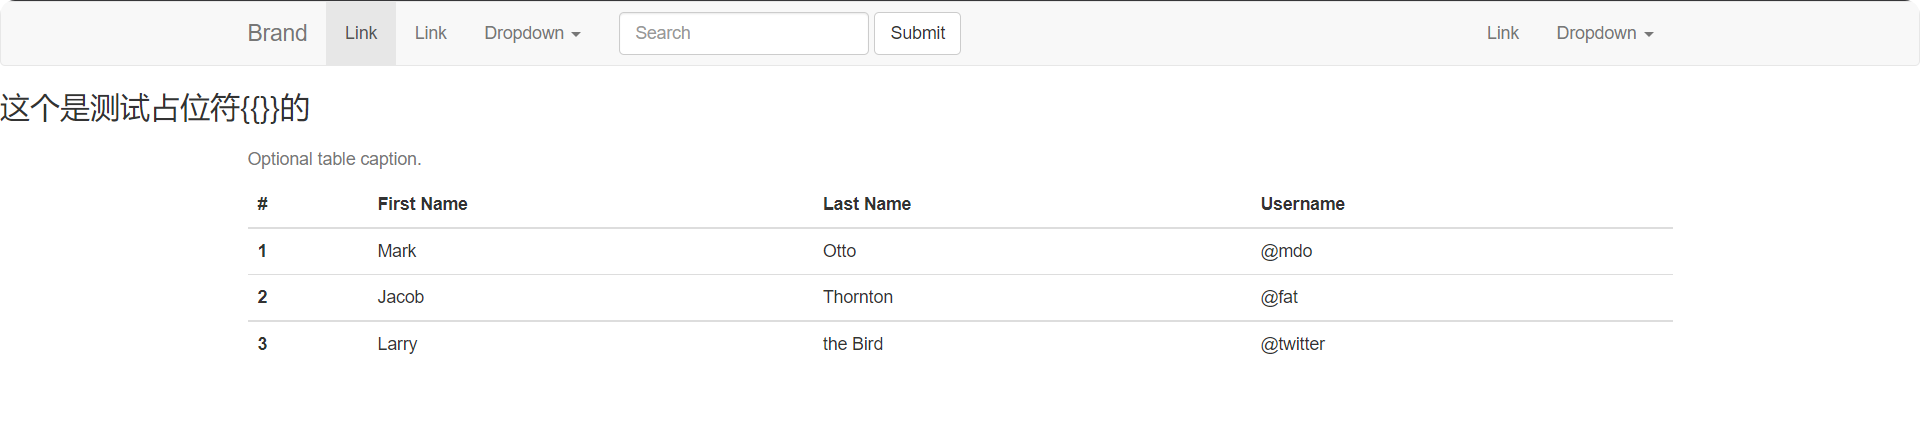 Brand Link Link Dropdown Search Submit Link Dropdown
这个是测试占位符{{}}的
Optional table caption.
# First Name Last Name Username
1 Mark Otto @mdo
2 Jacob Thornton @fat
3 Larry the Bird @twitter